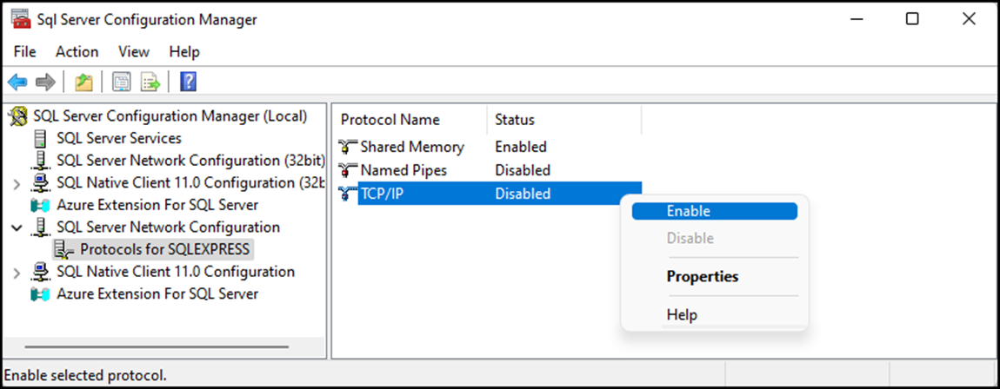 Sql Server Configuration Manager
File Action View Help
SQL Server Configuration Manager (Local)
SQL Server Services
SQL Server Network Configuration (32bit)
SQL Native Client 11.0 Configuration (32b
Azure Extension For SQL Server
SQL Server Network Configuration
Protocols for SQLEXPRESS
SQL Native Client 11.0 Configuration
Azure Extension For SQL Server
Protocol Name Status
Shared Memory Enabled
Named Pipes Disabled
TCP/IP Disabled
Enable
Disable
Properties
Help
Enable selected protocol.